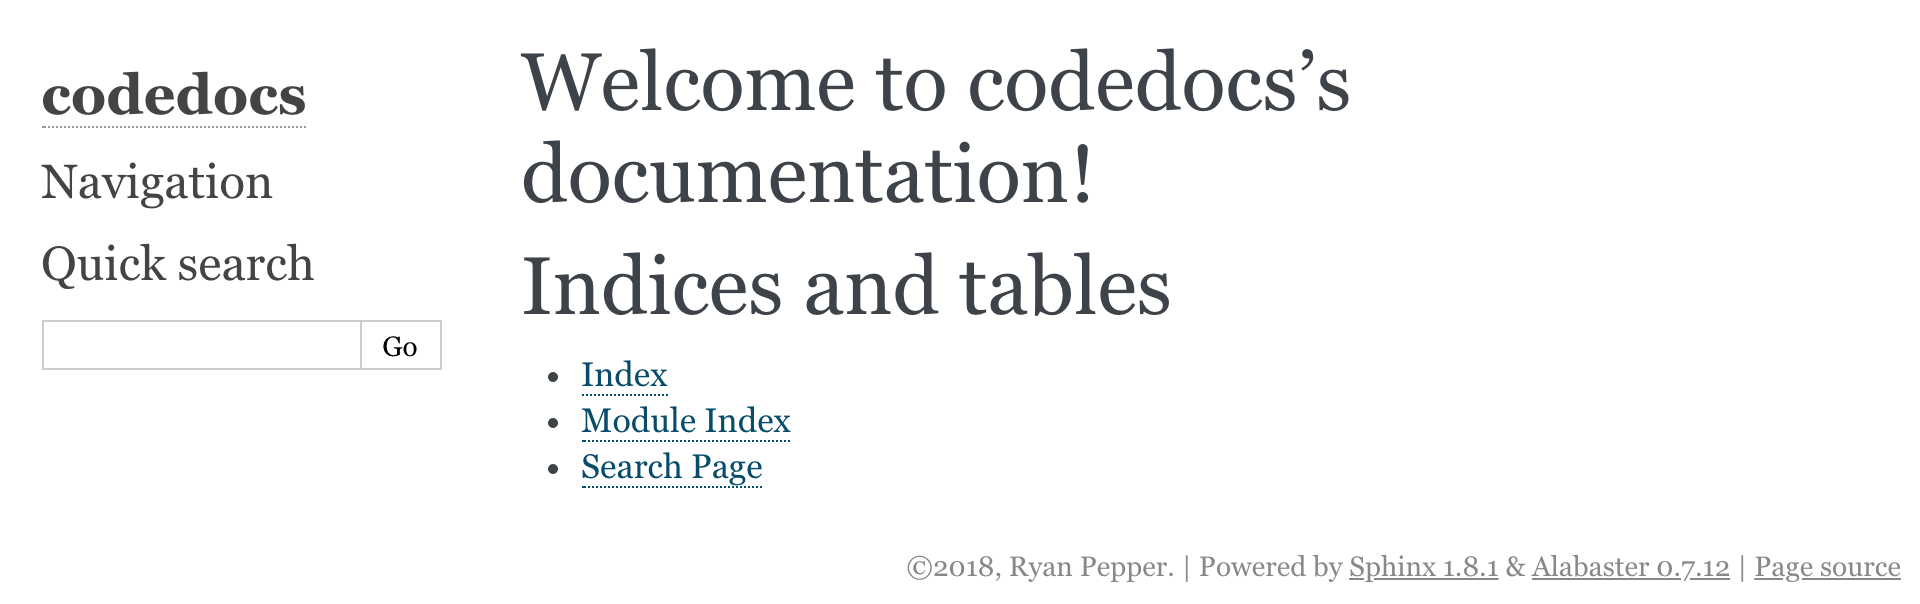 codedocs
Navigation
Quick search
Go
Welcome to codedocs’s
documentation!
Indices and tables
Index
Module Index
Search Page
©2018, Ryan Pepper. | Powered by Sphinx 1.8.1 & Alabaster 0.7.12 | Page source